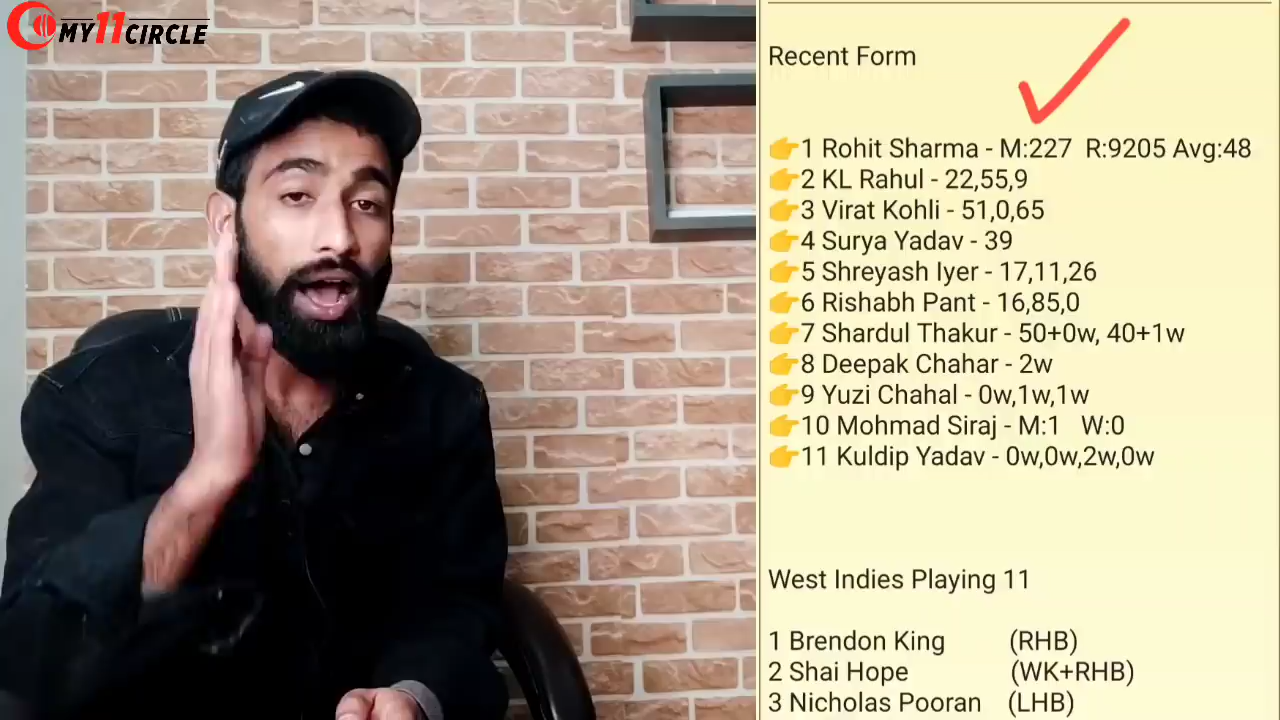 MY11CIRCLE
Recent Form
👉1 Rohit Sharma - M:227 R:9205 Avg:48
👉2 KL Rahul - 22,55,9
👉3 Virat Kohli - 51,0,65
👉4 Surya Yadav - 39
👉5 Shreyash Iyer - 17,11,26
👉6 Rishabh Pant - 16,85,0
👉7 Shardul Thakur - 50+0w, 40+1w
👉8 Deepak Chahar - 2w
👉9 Yuzi Chahal - 0w,1w,1w
👉10 Mohmad Siraj - M:1 W:0
👉11 Kuldip Yadav - 0w,0w,2w,0w
West Indies Playing 11
1 Brendon King (RHB)
2 Shai Hope (WK+RHB)
3 Nicholas Pooran (LHB)